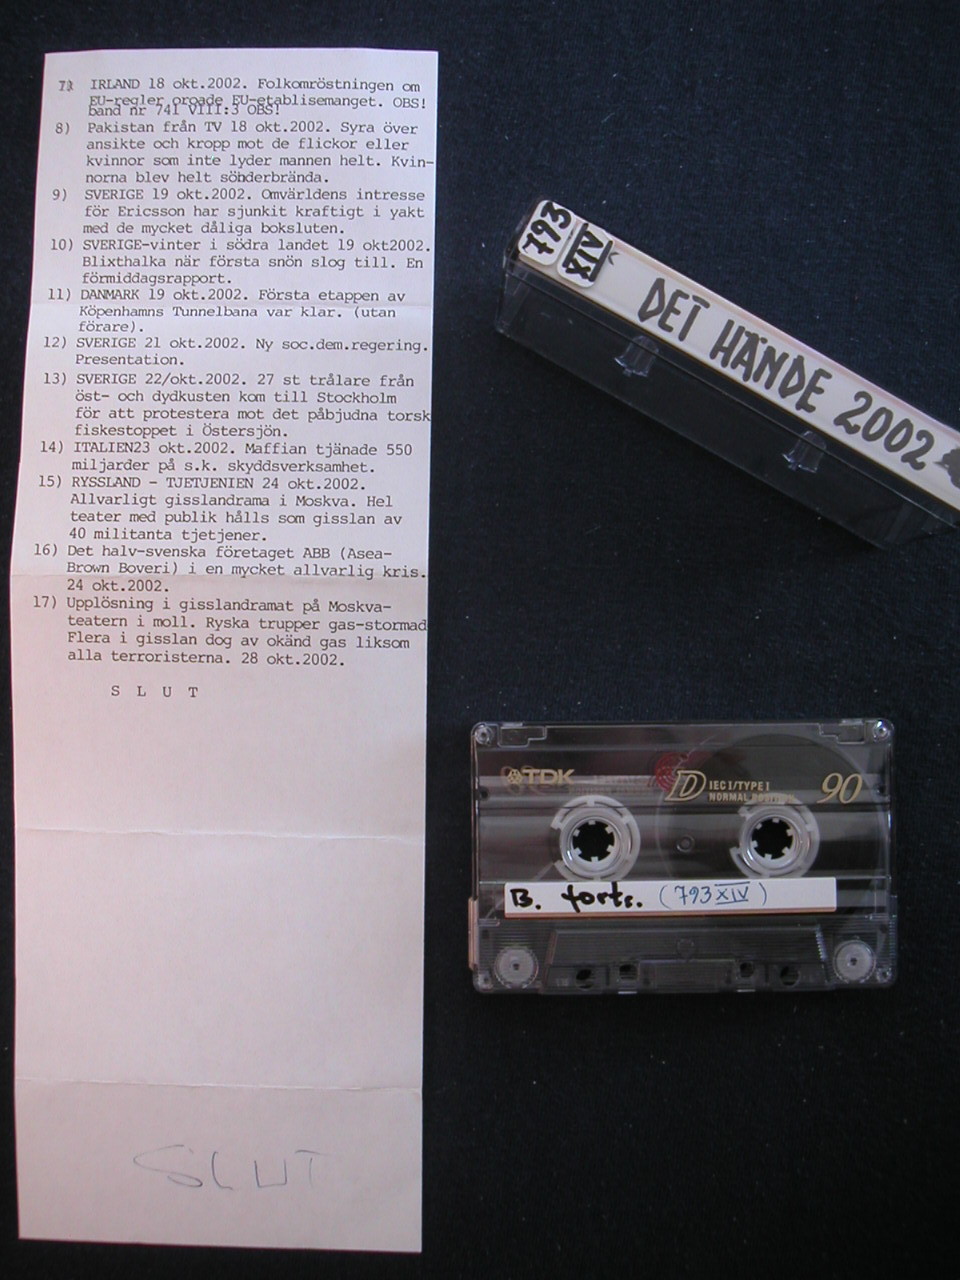 7) IRLAND 18 okt.2002. Folkomröstningen om
EU-regler oroade EU-etablisemanget. OBS!
band nr 741 VIII:3 OBS!
8) Pakistan från TV 18 okt.2002. Syra över
ansikte och kropp mot de flickor eller
kvinnor som inte lyder mannen helt. Kvin-
norna blev helt sönderbrända.
9) SVERIGE 19 okt.2002. Omvärldens intresse
för Ericsson har sjunkit kraftigt i yakt
med de mycket dåliga boksluten.
10) SVERIGE-vinter i södra landet 19 okt2002.
Blixthalka när första snön slog till. En
förmiddagsrapport.
11) DANMARK 19 okt.2002. Första etappen av
Köpenhamns Tunnelbana var klar. (utan
förare).
12) SVERIGE 21 okt.2002. Ny soc.dem.regering.
Presentation.
13) SVERIGE 22/okt.2002. 27 st trålare från
öst- och dydkusten kom till Stockholm
för att protestera mot det påbjudna torsk
fiskestoppet i Östersjön.
14) ITALIEN23 okt.2002. Maffian tjänade 550
miljarder på s.k. skyddsverksamhet.
15) RYSSLAND - TJETJENIEN 24 okt.2002.
Allvarligt gisslandrama i Moskva. Hel
teater med publik hålls som gisslan av
40 militanta tjetjener.
16) Det halv-svenska företaget ABB (Asea-
Brown Boveri) i en mycket allvarlig kris.
24 okt.2002.
17) Upplösning i gisslandramat på Moskva-
teatern i moll. Ryska trupper gas-stormad
Flera i gisslan dog av okänd gas liksom
alla terroristerna. 28 okt.2002.
S L U T
SLUT
793
XIV
DET HÄNDE 2002
TDK
D IEC I/TYPE I
NORMAL POSITION
90
B. forts. (793 XIV)